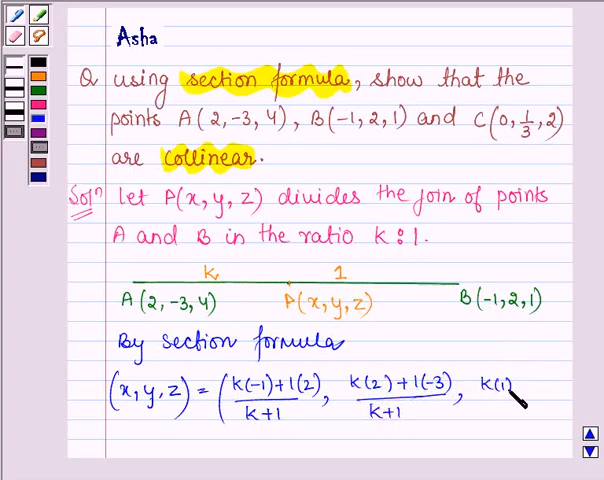 Asha
Q using section formula, show that the
points A(2,-3,4), B(-1,2,1) and C(0,1/3,2)
are collinear.
Solⁿ let P(x,y,z) divides the join of points
A and B in the ratio k:1.
k 1
A(2,-3,4) P(x,y,z) B(-1,2,1)
By section formula
(x,y,z) = ( k(-1)+1(2)/k+1, k(2)+1(-3)/k+1, k(1)